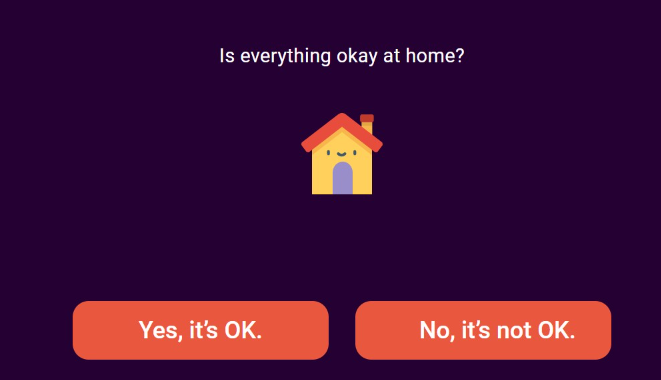 Is everything okay at home?
Yes, it’s OK.
No, it’s not OK.